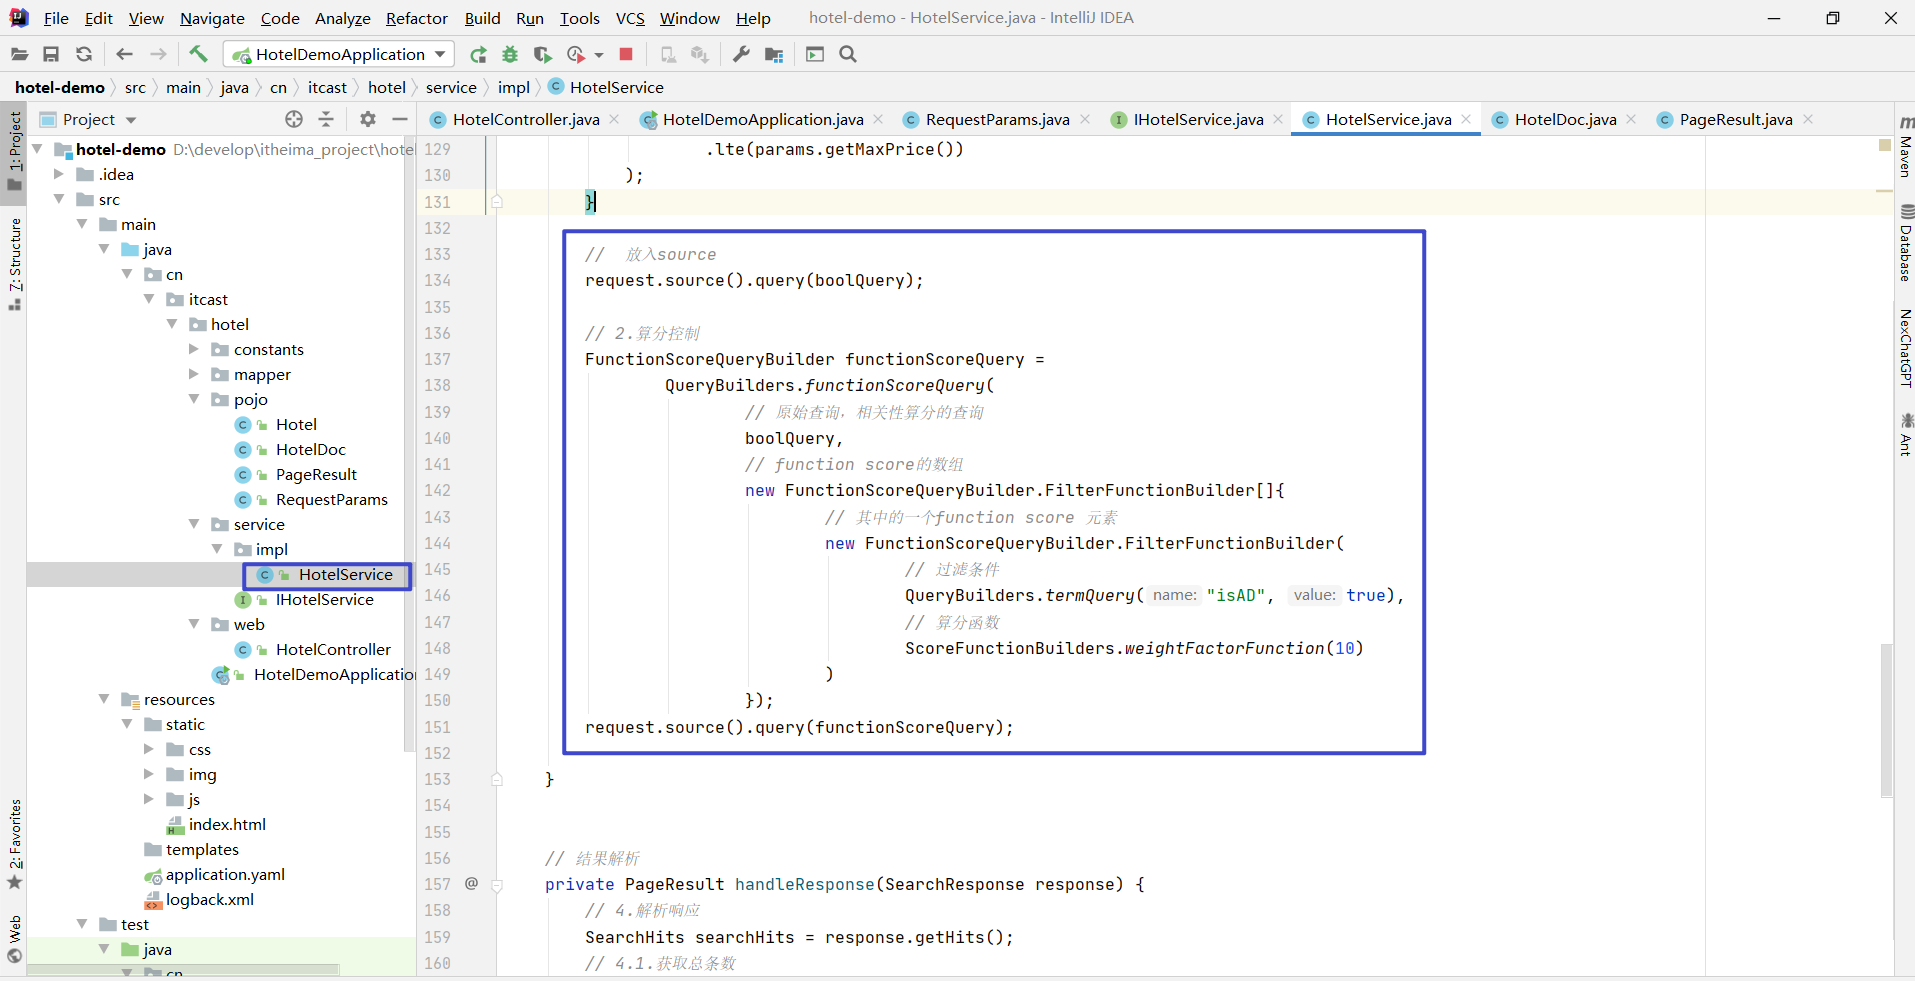 File Edit View Navigate Code Analyze Refactor Build Run Tools VCS Window Help hotel-demo - HotelService.java - IntelliJ IDEA
HotelDemoApplication
hotel-demo src main java cn itcast hotel service impl HotelService
Project
HotelController.java HotelDemoApplication.java RequestParams.java IHotelService.java HotelService.java HotelDoc.java PageResult.java
1: Project
7: Structure
2: Favorites
Web
hotel-demo D:\develop\itheima_project\hote
.idea
src
main
java
cn
itcast
hotel
constants
mapper
pojo
Hotel
HotelDoc
PageResult
RequestParams
service
impl
HotelService
IHotelService
web
HotelController
HotelDemoApplication
resources
static
css
img
js
index.html
templates
application.yaml
logback.xml
test
java
cn
129 .lte(params.getMaxPrice())
130 );
131 }
132
133 // 放入source
134 request.source().query(boolQuery);
135
136 // 2.算分控制
137 FunctionScoreQueryBuilder functionScoreQuery =
138 QueryBuilders.functionScoreQuery(
139 // 原始查询，相关性算分的查询
140 boolQuery,
141 // function score的数组
142 new FunctionScoreQueryBuilder.FilterFunctionBuilder[]{
143 // 其中的一个function score 元素
144 new FunctionScoreQueryBuilder.FilterFunctionBuilder(
145 // 过滤条件
146 QueryBuilders.termQuery( name: "isAD", value: true),
147 // 算分函数
148 ScoreFunctionBuilders.weightFactorFunction(10)
149 )
150 });
151 request.source().query(functionScoreQuery);
152
153 }
154
155
156 // 结果解析
157 @ private PageResult handleResponse(SearchResponse response) {
158 // 4.解析响应
159 SearchHits searchHits = response.getHits();
160 // 4.1.获取总条数
m Maven
Database
NexChatGPT
Ant